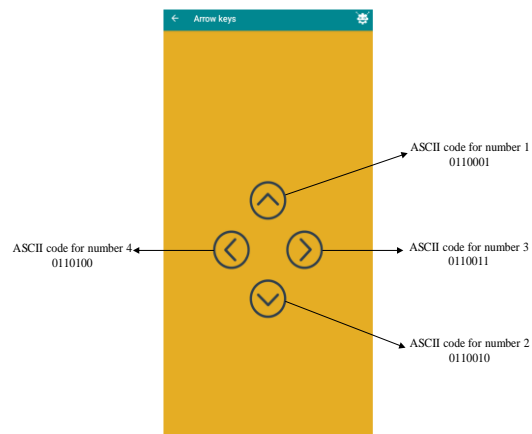 Arrow keys
ASCII code for number 1
0110001
ASCII code for number 4
0110100
ASCII code for number 3
0110011
ASCII code for number 2
0110010